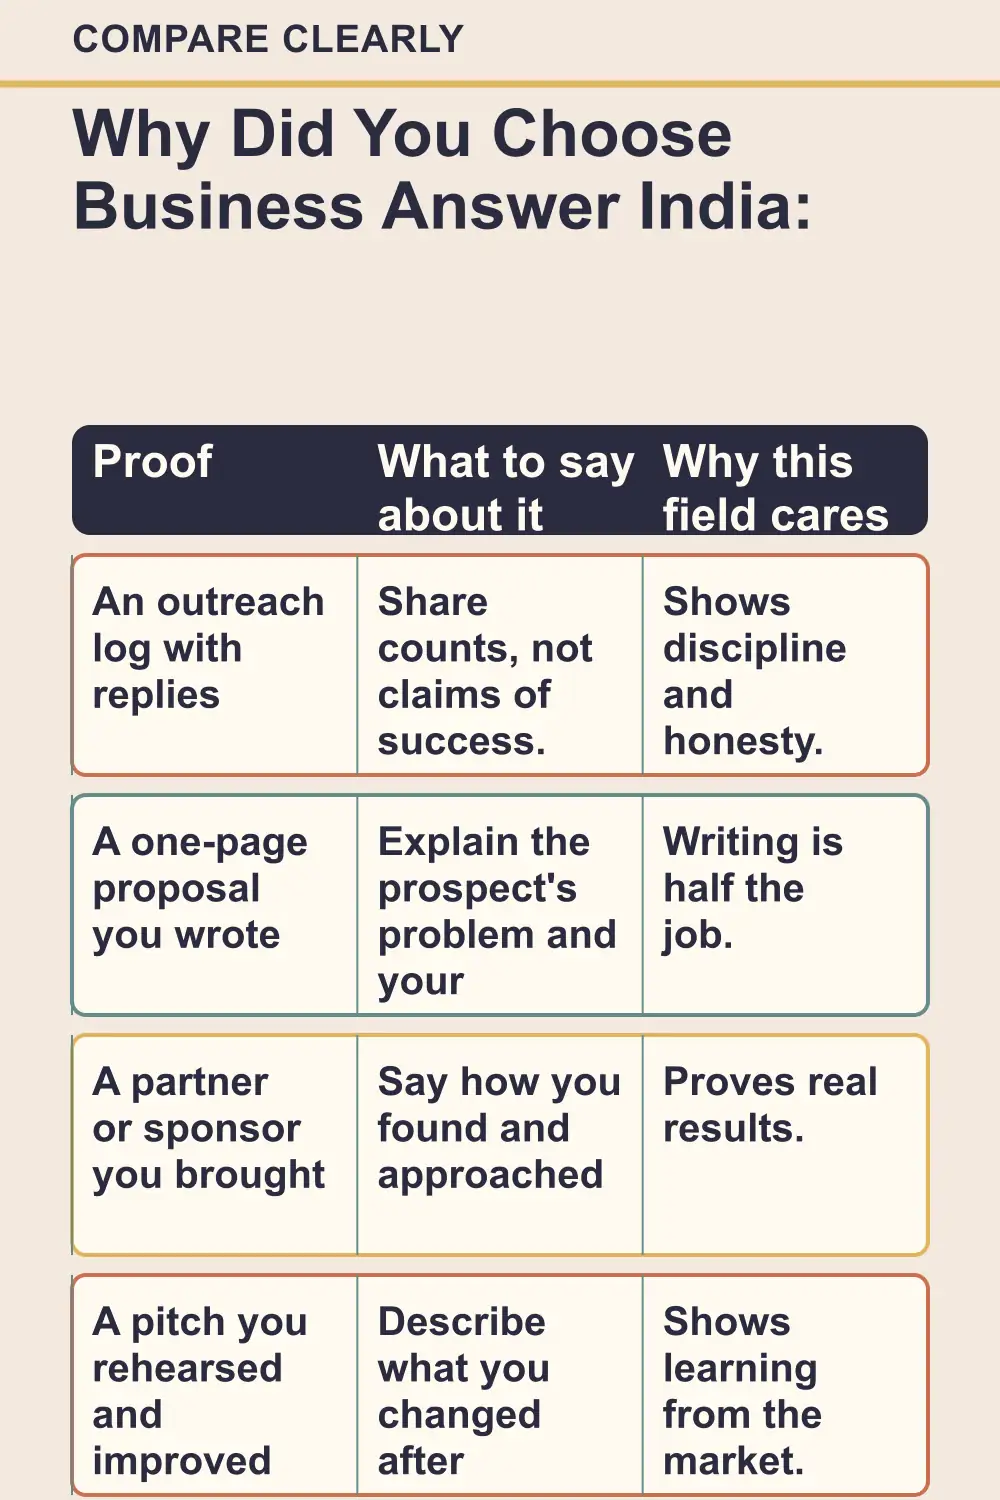 COMPARE CLEARLY
Why Did You Choose
Business Answer India:
Proof
What to say
about it
Why this
field cares
An outreach
log with
replies
Share
counts, not
claims of
success.
Shows
discipline
and
honesty.
A one-page
proposal
you wrote
Explain the
prospect's
problem and
your
Writing is
half the
job.
A partner
or sponsor
you brought
Say how you
found and
approached
Proves real
results.
A pitch you
rehearsed
and
improved
Describe
what you
changed
after
Shows
learning
from the
market.